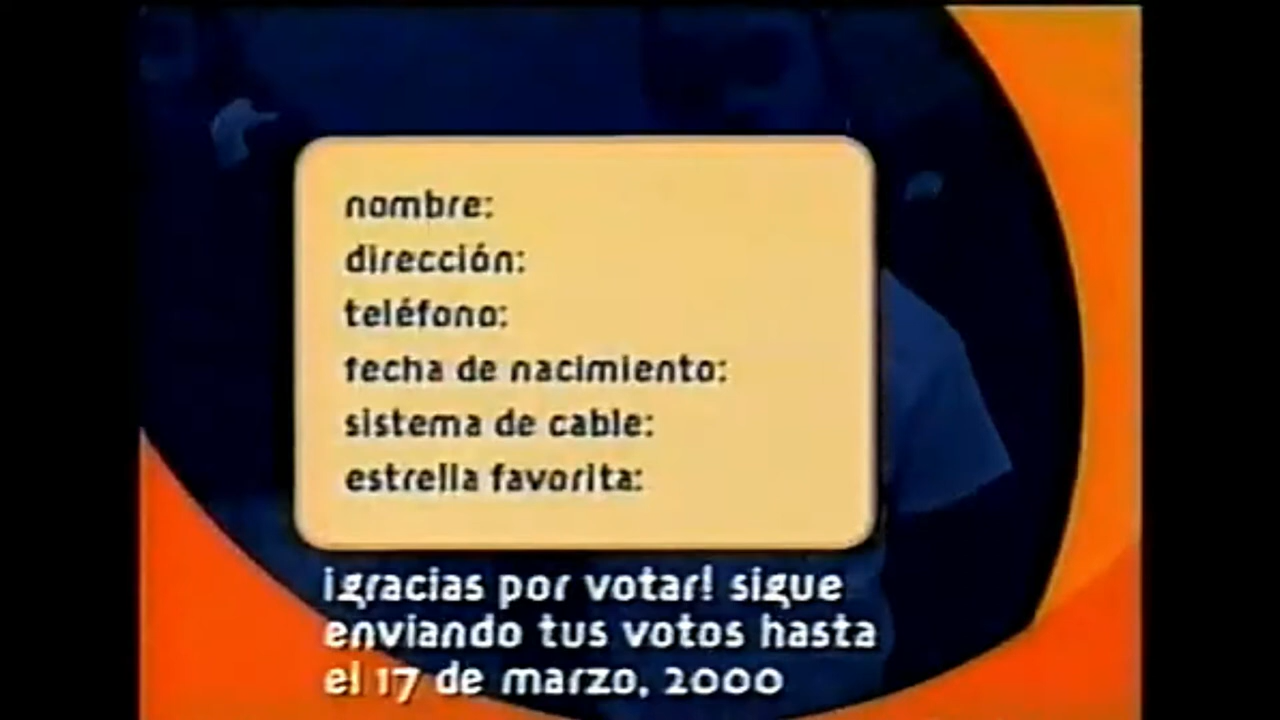 nombre:
dirección:
teléfono:
fecha de nacimiento:
sistema de cable:
estrella favorita:
¡gracias por votar! sigue
enviando tus votos hasta
el 17 de marzo, 2000